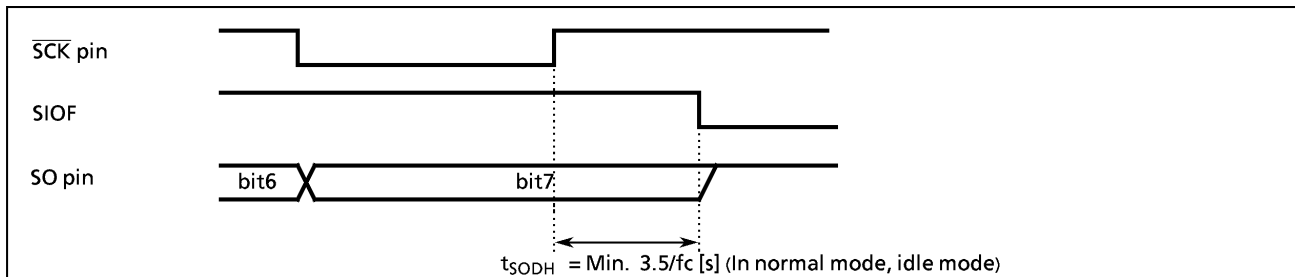 SCK pin
SIOF
SO pin
bit6
bit7
tSODH = Min. 3.5/fc [s] (In normal mode, idle mode)